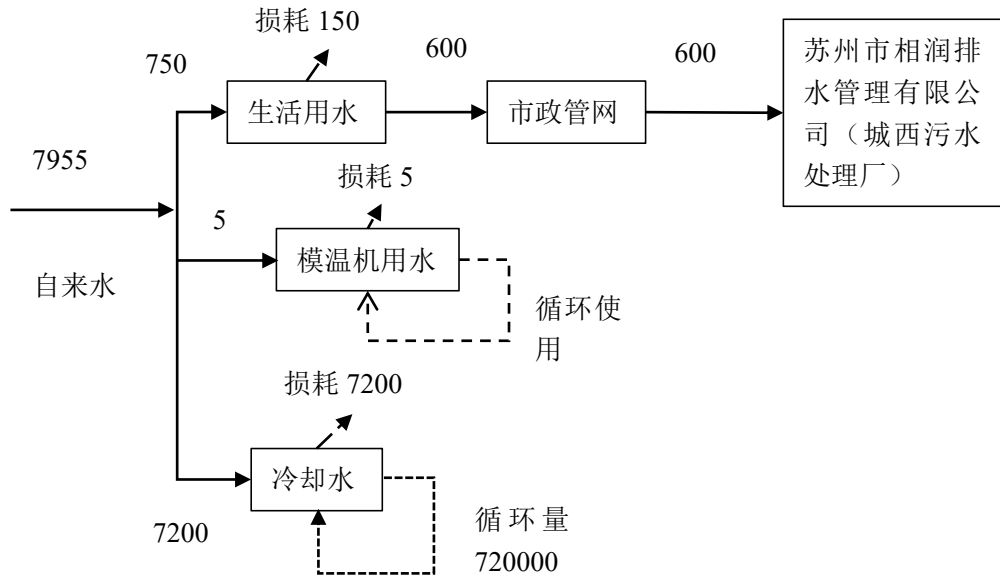 损耗 150
750
600
600
生活用水
市政管网
苏州市相润排
水管理有限公
司（城西污水
处理厂）
7955
自来水
损耗 5
5
模温机用水
循环使
用
损耗 7200
冷却水
7200
循环量
720000